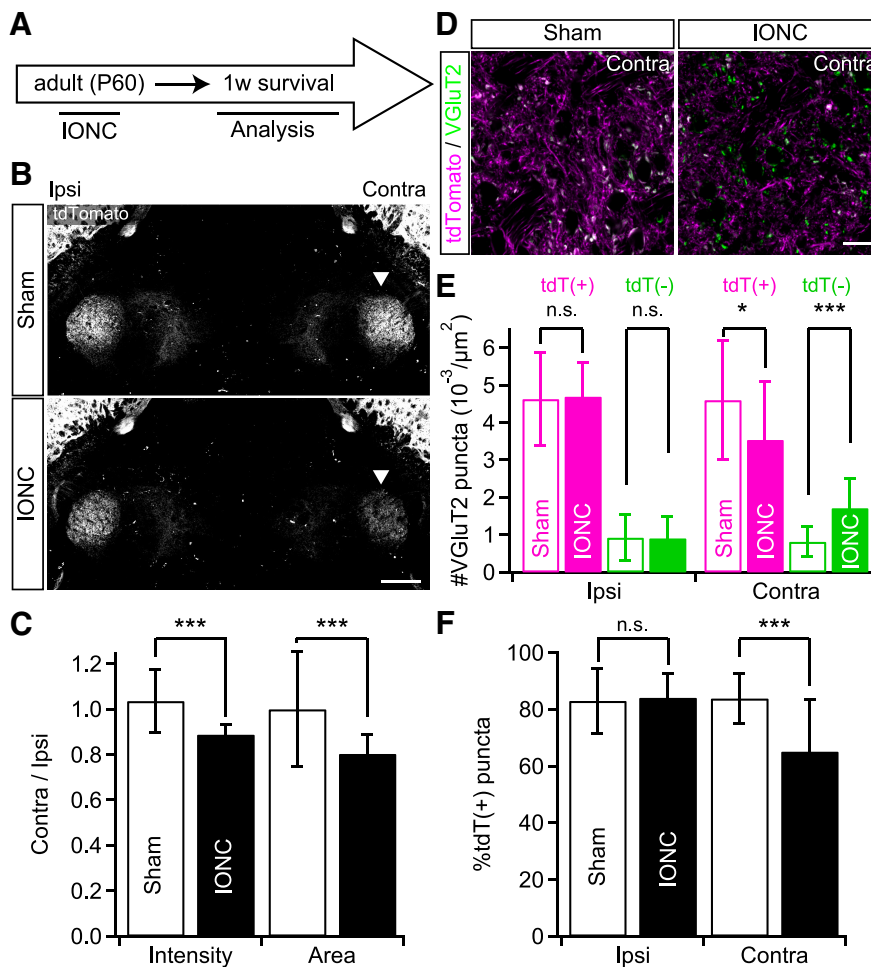 A
adult (P60)
1w survival
IONC
Analysis
B
Ipsi
Contra
tdTomato
Sham
IONC
C
*** ***
Contra / Ipsi
1.2
1.0
0.8
0.6
0.4
0.2
0.0
Sham
IONC
Intensity
Area
D
Sham
IONC
tdTomato / VGluT2
Contra
Contra
E
tdT(+) tdT(-) tdT(+) tdT(-)
n.s. n.s. * ***
#VGluT2 puncta (10⁻³/μm²)
6
5
4
3
2
1
0
Sham
IONC
Sham
IONC
IONC
Ipsi
Contra
F
n.s. ***
%tdT(+) puncta
100
80
60
40
20
0
Sham
IONC
Ipsi
Contra